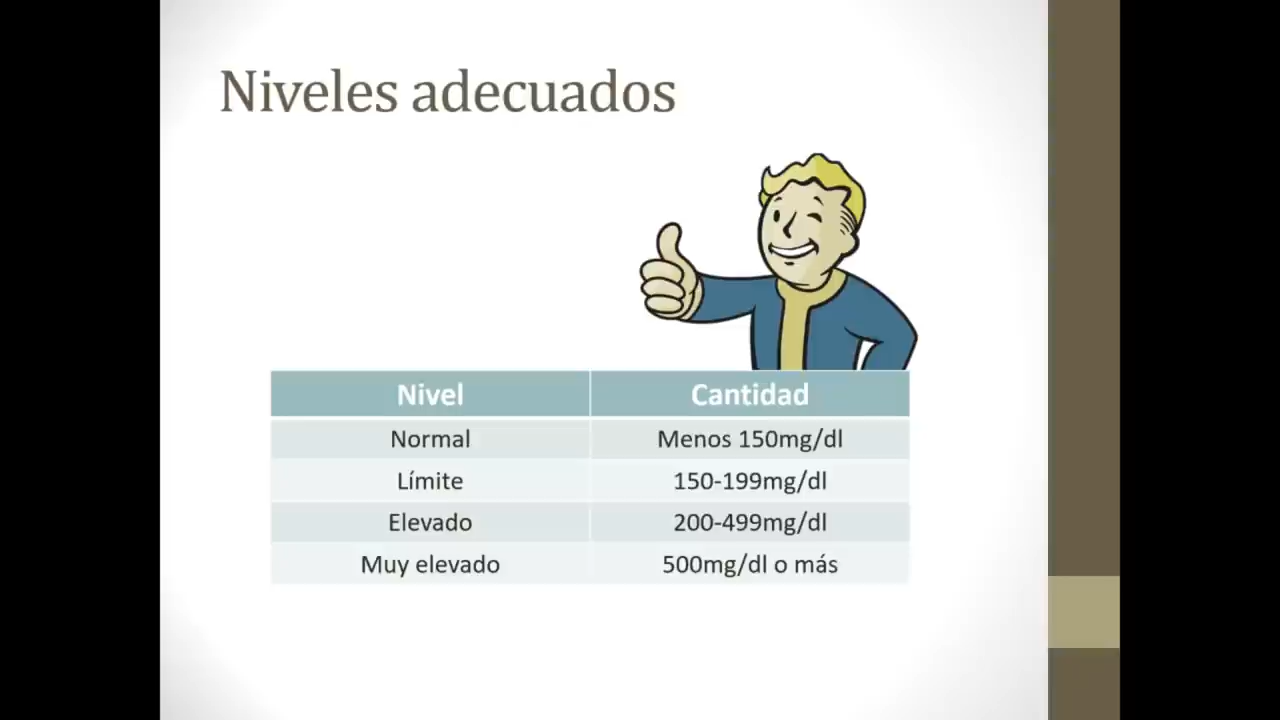 Niveles adecuados
Nivel Cantidad
Normal Menos 150mg/dl
Límite 150-199mg/dl
Elevado 200-499mg/dl
Muy elevado 500mg/dl o más